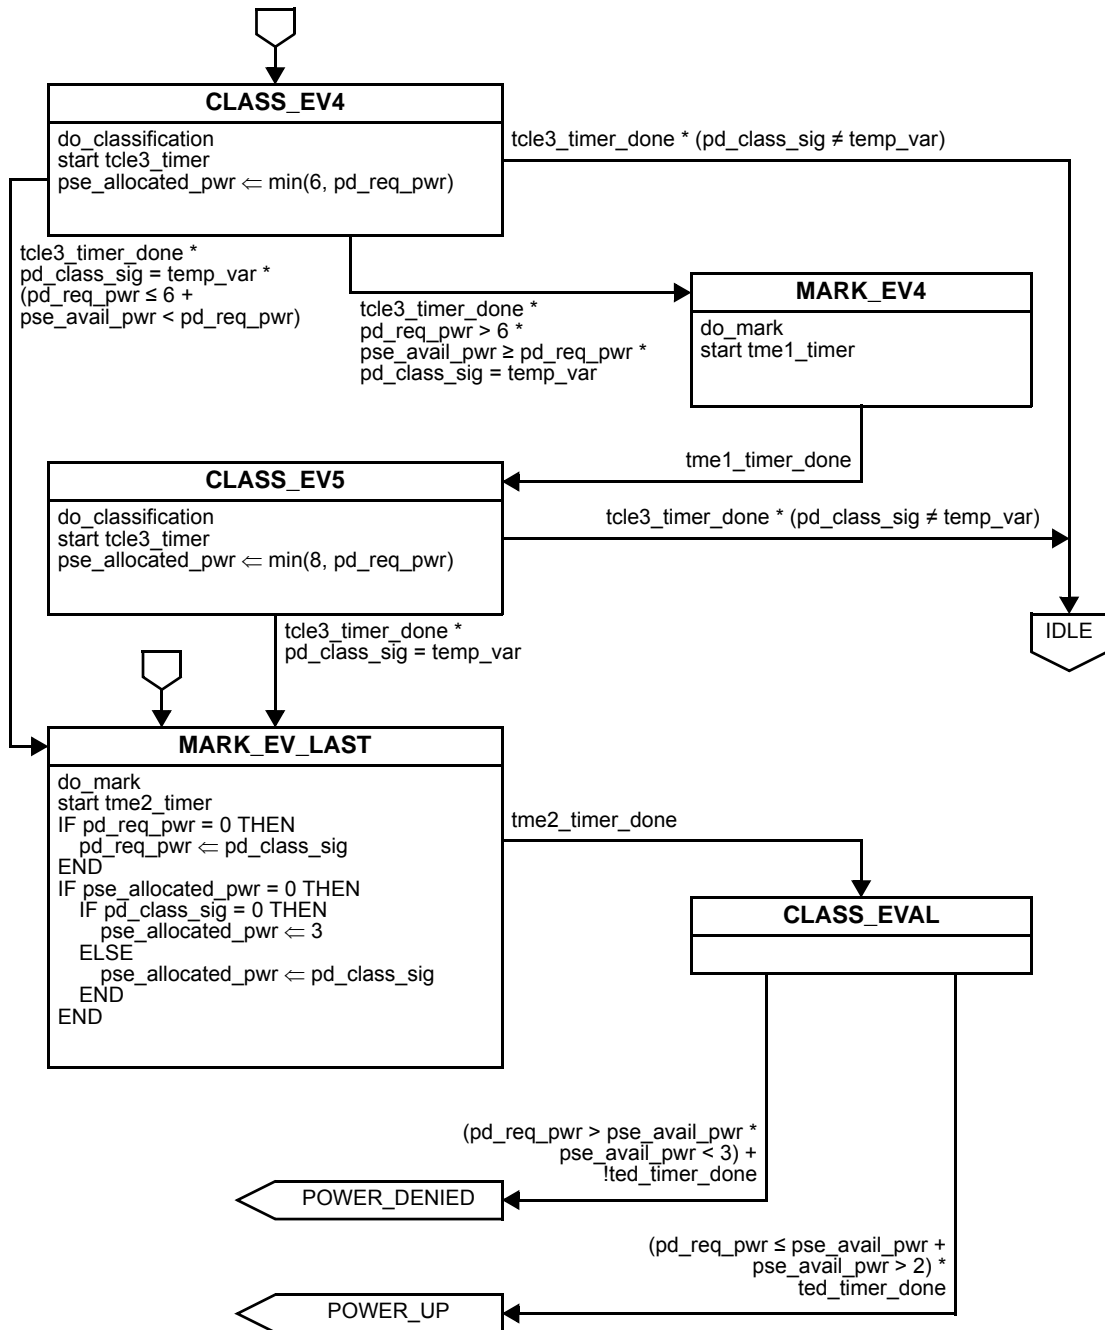 CLASS_EV4
do_classification
start tcle3_timer
pse_allocated_pwr ⇐ min(6, pd_req_pwr)
tcle3_timer_done * (pd_class_sig ≠ temp_var)
tcle3_timer_done *
pd_class_sig = temp_var *
(pd_req_pwr ≤ 6 +
pse_avail_pwr < pd_req_pwr)
tcle3_timer_done *
pd_req_pwr > 6 *
pse_avail_pwr ≥ pd_req_pwr *
pd_class_sig = temp_var
MARK_EV4
do_mark
start tme1_timer
tme1_timer_done
CLASS_EV5
do_classification
start tcle3_timer
pse_allocated_pwr ⇐ min(8, pd_req_pwr)
tcle3_timer_done * (pd_class_sig ≠ temp_var)
IDLE
tcle3_timer_done *
pd_class_sig = temp_var
MARK_EV_LAST
do_mark
start tme2_timer
IF pd_req_pwr = 0 THEN
pd_req_pwr ⇐ pd_class_sig
END
IF pse_allocated_pwr = 0 THEN
IF pd_class_sig = 0 THEN
pse_allocated_pwr ⇐ 3
ELSE
pse_allocated_pwr ⇐ pd_class_sig
END
END
tme2_timer_done
CLASS_EVAL
(pd_req_pwr > pse_avail_pwr *
pse_avail_pwr < 3) +
!ted_timer_done
POWER_DENIED
(pd_req_pwr ≤ pse_avail_pwr +
pse_avail_pwr > 2) *
ted_timer_done
POWER_UP